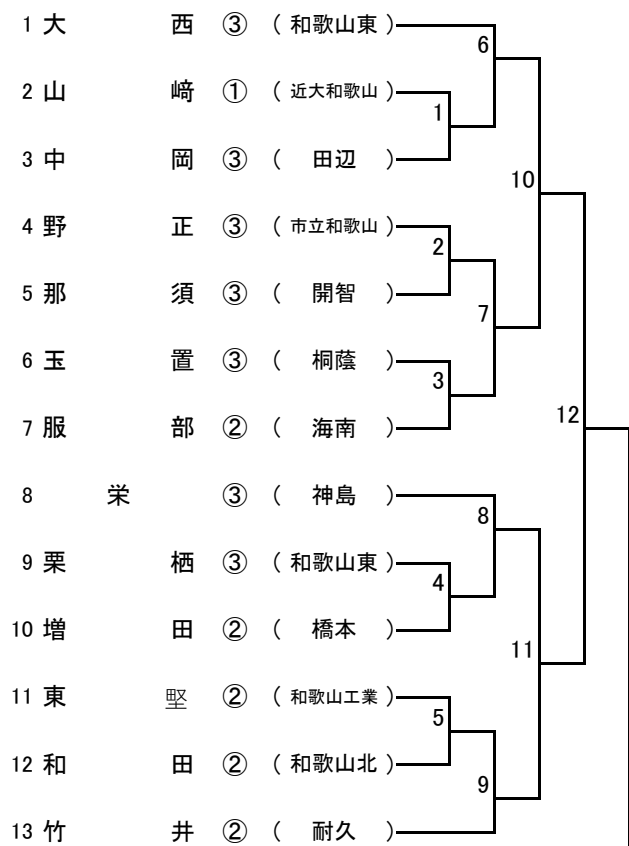 1 大 西 ③ ( 和歌山東 ) 6
2 山 﨑 ① ( 近大和歌山 ) 1
3 中 岡 ③ ( 田辺 ) 10
4 野 正 ③ ( 市立和歌山 ) 2
5 那 須 ③ ( 開智 ) 7
6 玉 置 ③ ( 桐蔭 ) 3
7 服 部 ② ( 海南 ) 12
8 栄 ③ ( 神島 ) 8
9 栗 栖 ③ ( 和歌山東 ) 4
10 増 田 ② ( 橋本 ) 11
11 東 堅 ② ( 和歌山工業 ) 5
12 和 田 ② ( 和歌山北 ) 9
13 竹 井 ② ( 耐久 )